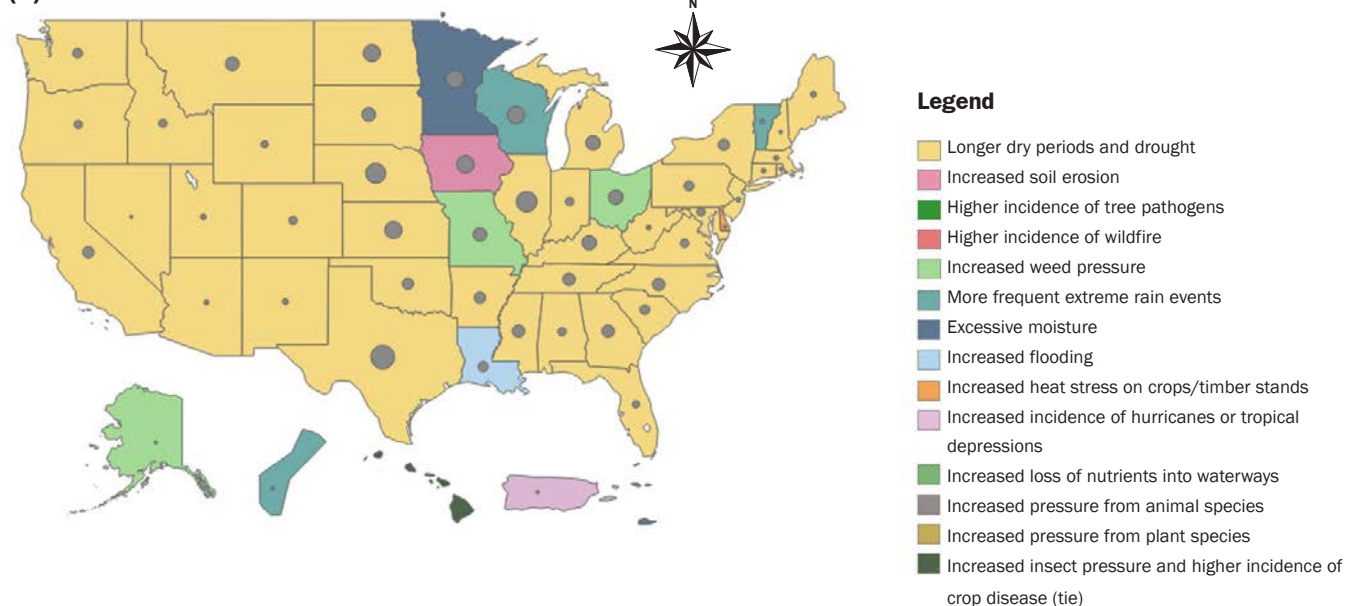 N
Legend
Longer dry periods and drought
Increased soil erosion
Higher incidence of tree pathogens
Higher incidence of wildfire
Increased weed pressure
More frequent extreme rain events
Excessive moisture
Increased flooding
Increased heat stress on crops/timber stands
Increased incidence of hurricanes or tropical
depressions
Increased loss of nutrients into waterways
Increased pressure from animal species
Increased pressure from plant species
Increased insect pressure and higher incidence of
crop disease (tie)